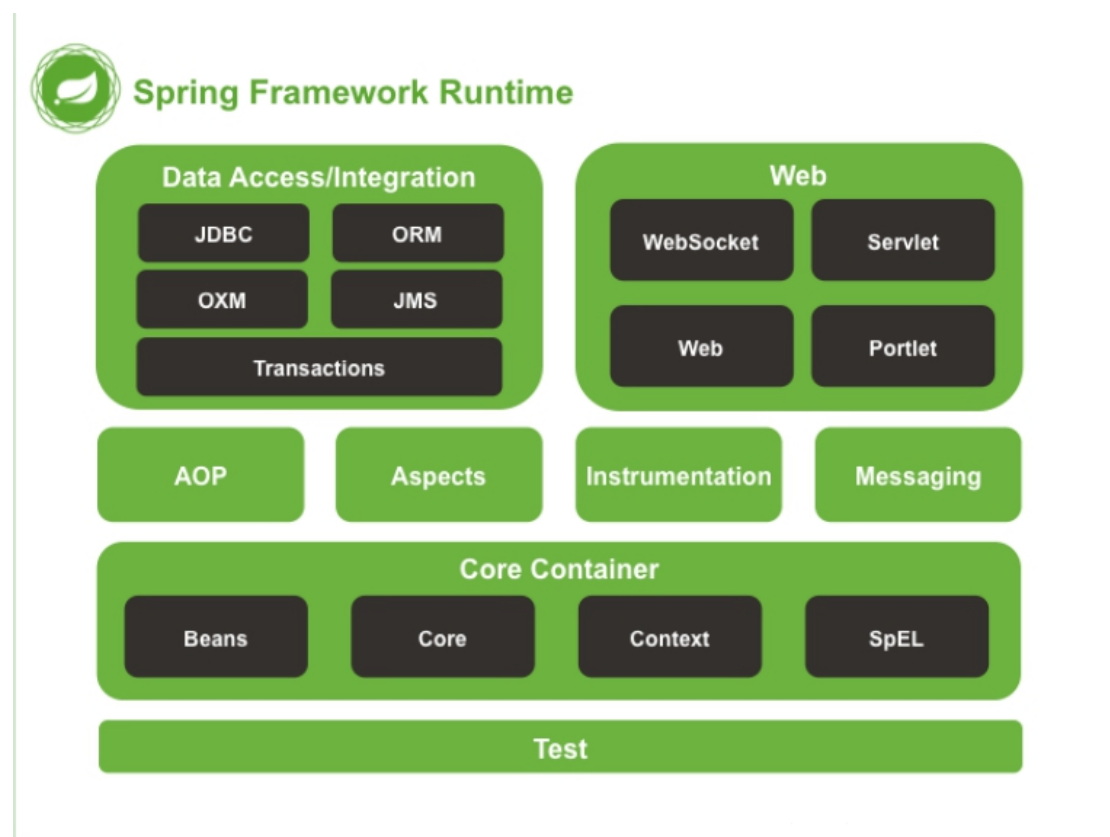 Spring Framework Runtime
Data Access/Integration
JDBC
ORM
OXM
JMS
Transactions
Web
WebSocket
Servlet
Web
Portlet
AOP
Aspects
Instrumentation
Messaging
Core Container
Beans
Core
Context
SpEL
Test